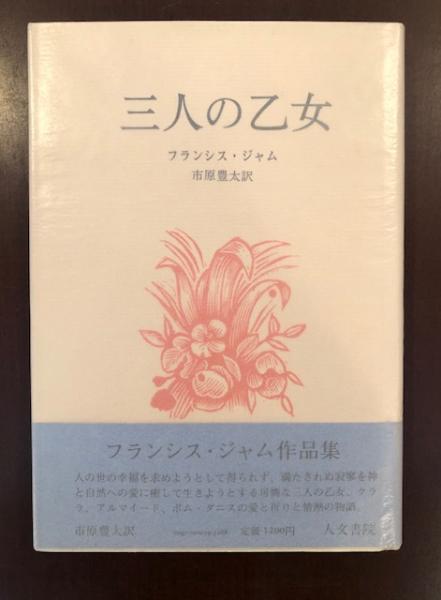 三人の乙女
フランシス・ジャム
市原豊太訳
フランシス・ジャム作品集
人の世の幸福を求めようとして得られず、満たされぬ寂寥を神
と自然への愛に癒して生きようとする可憐な三人の乙女、クラ
ラ、アルマイード、ポム・ダニスの愛と祈りと情熱の物語。
市原豊太訳
定価 1200円
人文書院